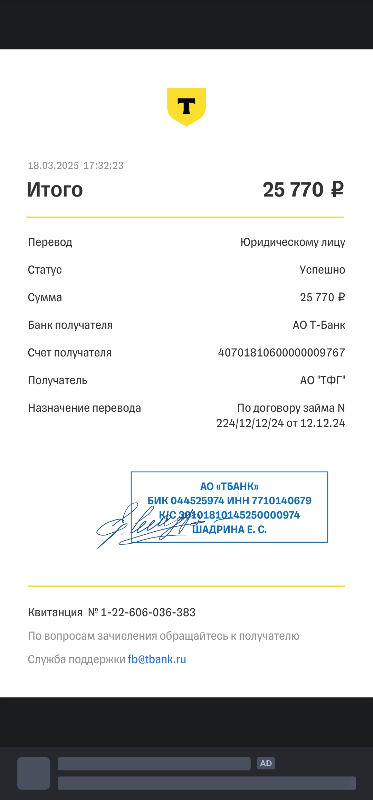 T
18.03.2025 17:32:23
Итого 25 770 ₽
Перевод Юридическому лицу
Статус Успешно
Сумма 25 770 ₽
Банк получателя АО Т-Банк
Счет получателя 40701810600000009767
Получатель АО "ТФГ"
Назначение перевода По договору займа N
224/12/12/24 от 12.12.24
АО «ТБАНК»
БИК 044525974 ИНН 7710140679
К/С 30101810145250000974
ШАДРИНА Е. С.
Квитанция № 1-22-606-036-383
По вопросам зачисления обращайтесь к получателю
Служба поддержки fb@tbank.ru
AD